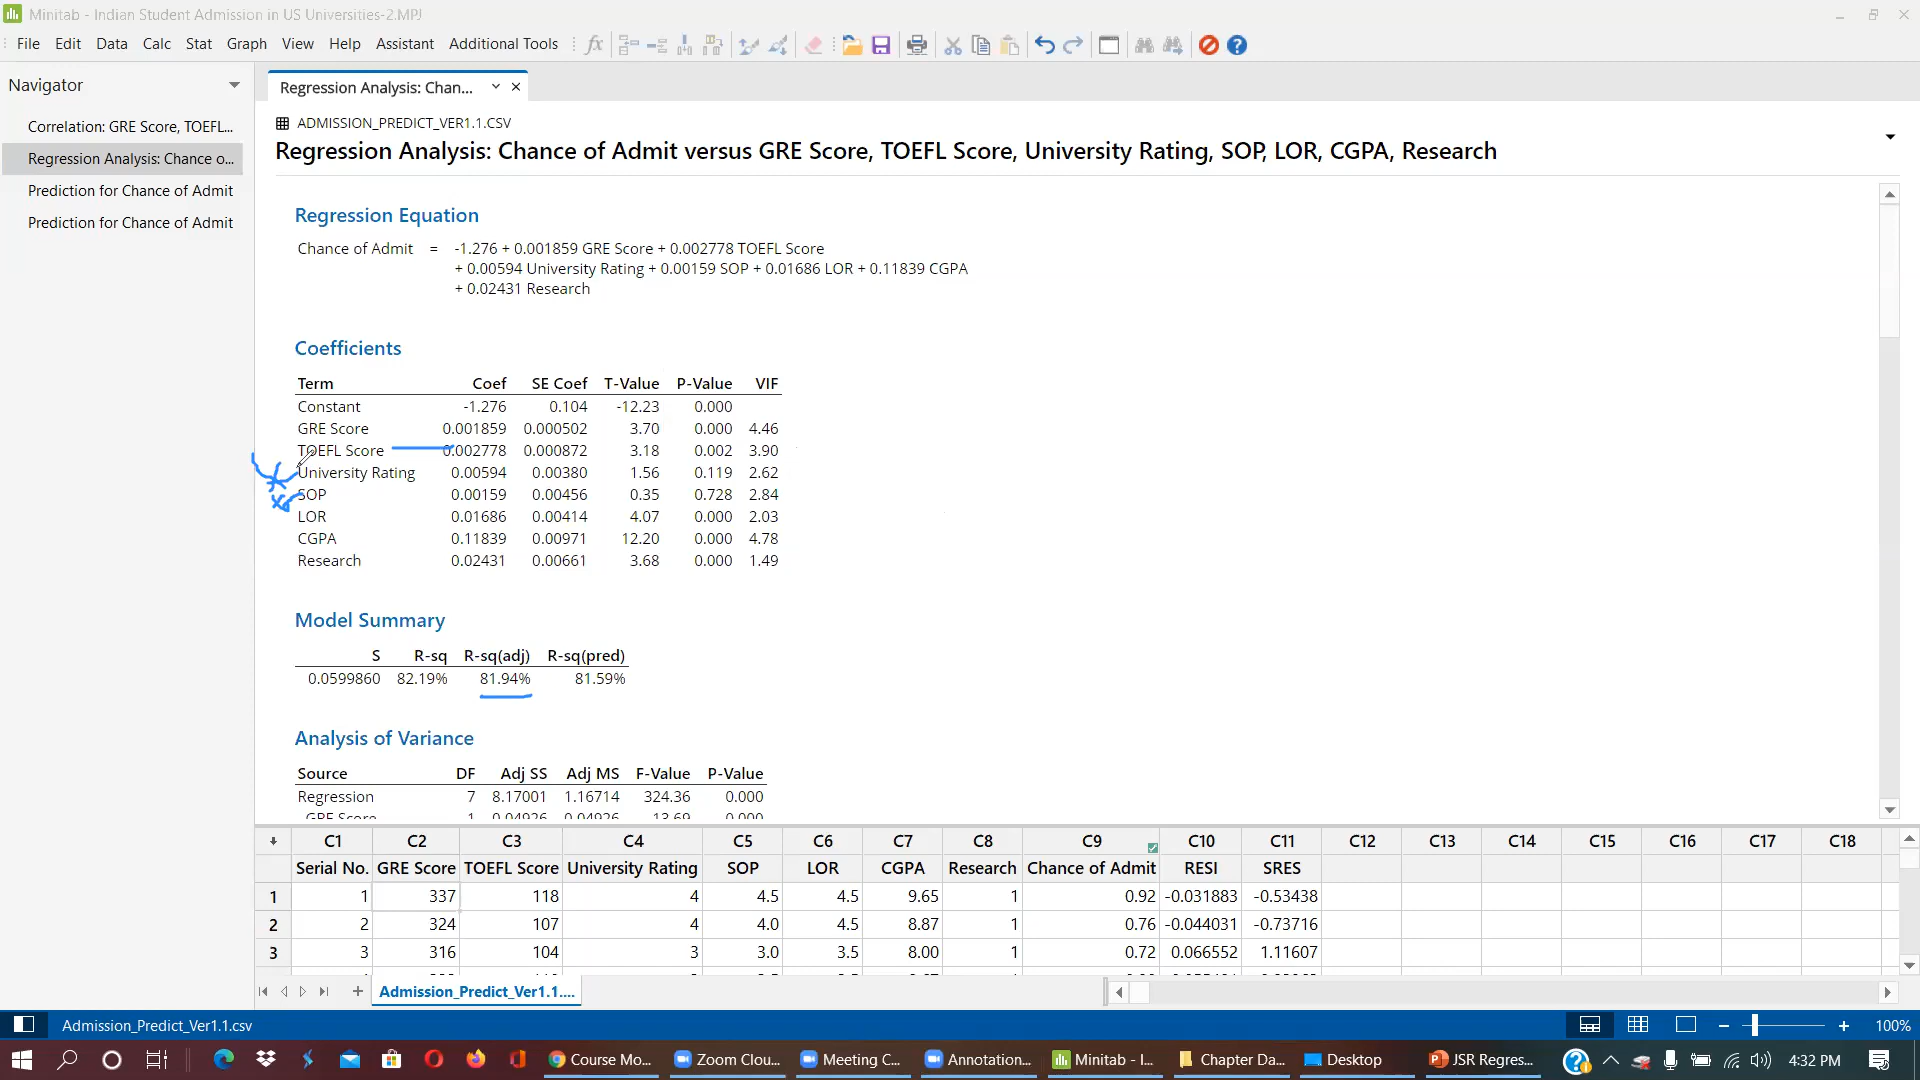 Minitab - Indian Student Admission in US Universities-2.MPJ
File Edit Data Calc Stat Graph View Help Assistant Additional Tools
Navigator
Regression Analysis: Chan...
Correlation: GRE Score, TOEFL...
Regression Analysis: Chance o...
Prediction for Chance of Admit
Prediction for Chance of Admit
ADMISSION_PREDICT_VER1.1.CSV
Regression Analysis: Chance of Admit versus GRE Score, TOEFL Score, University Rating, SOP, LOR, CGPA, Research
Regression Equation
Chance of Admit = -1.276 + 0.001859 GRE Score + 0.002778 TOEFL Score
+ 0.00594 University Rating + 0.00159 SOP + 0.01686 LOR + 0.11839 CGPA
+ 0.02431 Research
Coefficients
Term Coef SE Coef T-Value P-Value VIF
Constant -1.276 0.104 -12.23 0.000
GRE Score 0.001859 0.000502 3.70 0.000 4.46
TOEFL Score 0.002778 0.000872 3.18 0.002 3.90
University Rating 0.00594 0.00380 1.56 0.119 2.62
SOP 0.00159 0.00456 0.35 0.728 2.84
LOR 0.01686 0.00414 4.07 0.000 2.03
CGPA 0.11839 0.00971 12.20 0.000 4.78
Research 0.02431 0.00661 3.68 0.000 1.49
Model Summary
S R-sq R-sq(adj) R-sq(pred)
0.0599860 82.19% 81.94% 81.59%
Analysis of Variance
Source DF Adj SS Adj MS F-Value P-Value
Regression 7 8.17001 1.16714 324.36 0.000
GRE Score 1 0.04926 0.04926 13.69 0.000
C1 C2 C3 C4 C5 C6 C7 C8 C9 C10 C11 C12 C13 C14 C15 C16 C17 C18
Serial No. GRE Score TOEFL Score University Rating SOP LOR CGPA Research Chance of Admit RESI SRES
1 1 337 118 4 4.5 4.5 9.65 1 0.92 -0.031883 -0.53438
2 2 324 107 4 4.0 4.5 8.87 1 0.76 -0.044031 -0.73716
3 3 316 104 3 3.0 3.5 8.00 1 0.72 0.066552 1.11607
Admission_Predict_Ver1.1....
Admission_Predict_Ver1.1.csv
100%
Course Mo... Zoom Clou... Meeting C... Annotation... Minitab - I... Chapter Da... Desktop JSR Regres... 4:32 PM